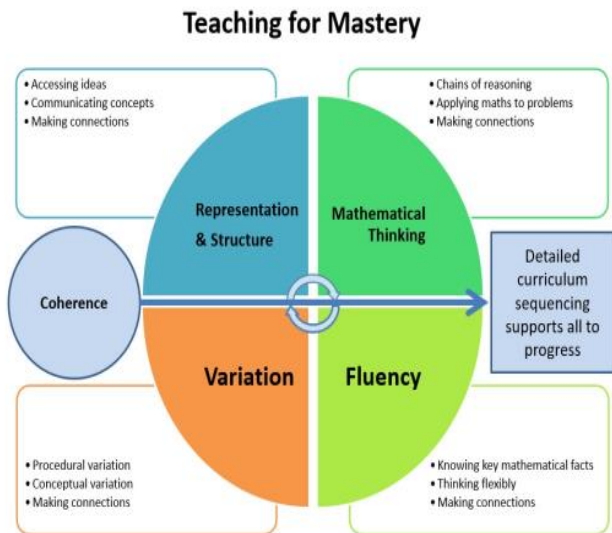 Teaching for Mastery
• Accessing ideas
• Communicating concepts
• Making connections
• Chains of reasoning
• Applying maths to problems
• Making connections
Representation
& Structure
Mathematical
Thinking
Coherence
Detailed
curriculum
sequencing
supports all to
progress
Variation
Fluency
• Procedural variation
• Conceptual variation
• Making connections
• Knowing key mathematical facts
• Thinking flexibly
• Making connections